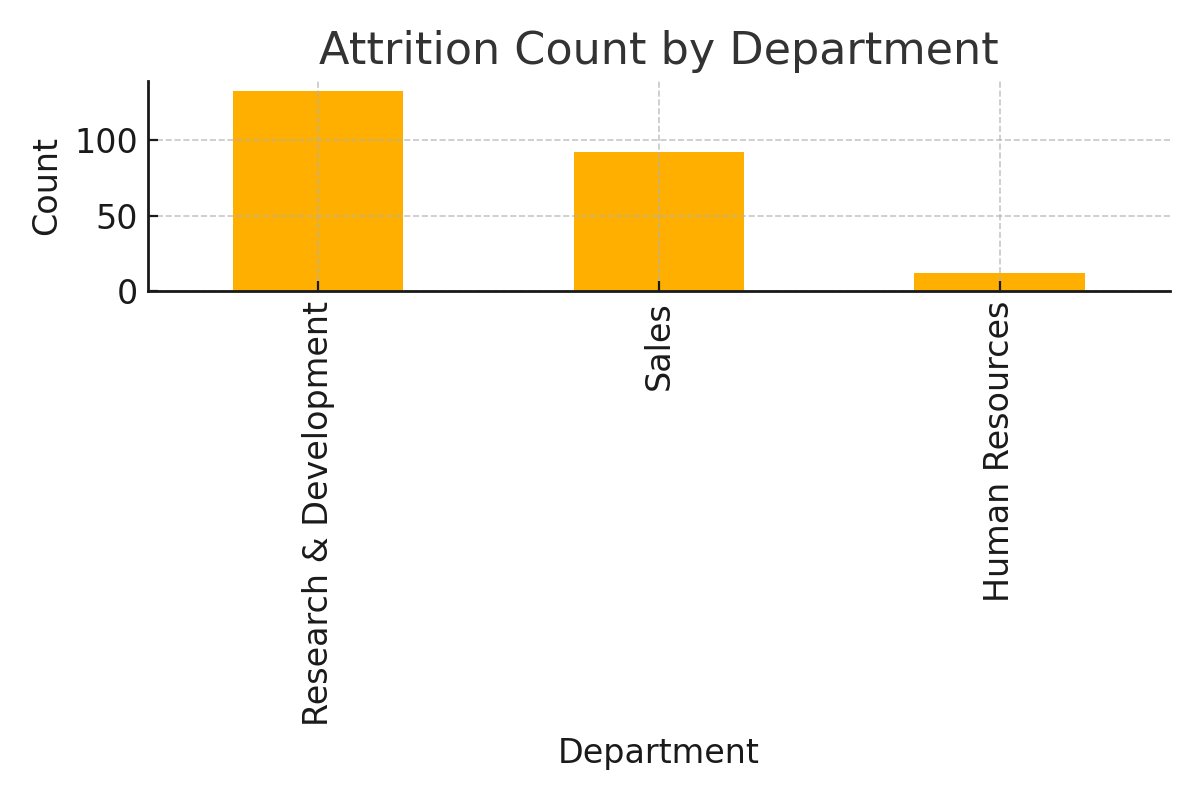 Attrition Count by Department
Count
100
50
0
Research & Development
Sales
Human Resources
Department